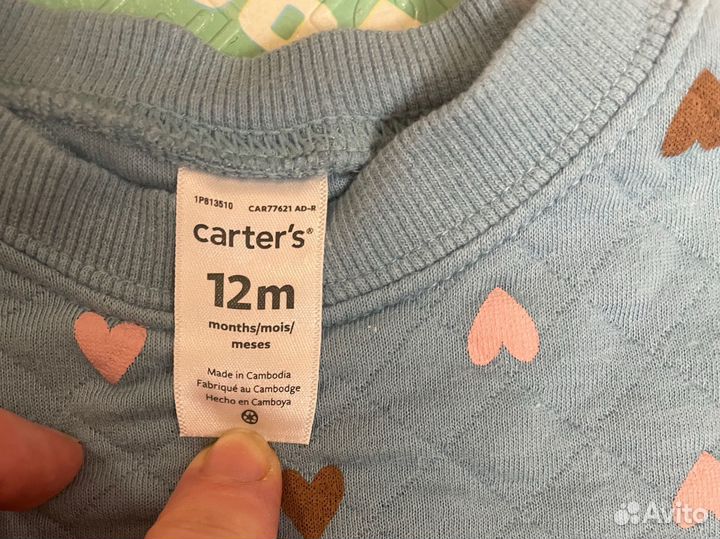 1P813510 CAR77621 AD-R
carter's®
12m
months/mois/
meses
Made in Cambodia
Fabriqué au Cambodge
Hecho en Camboya
Avito